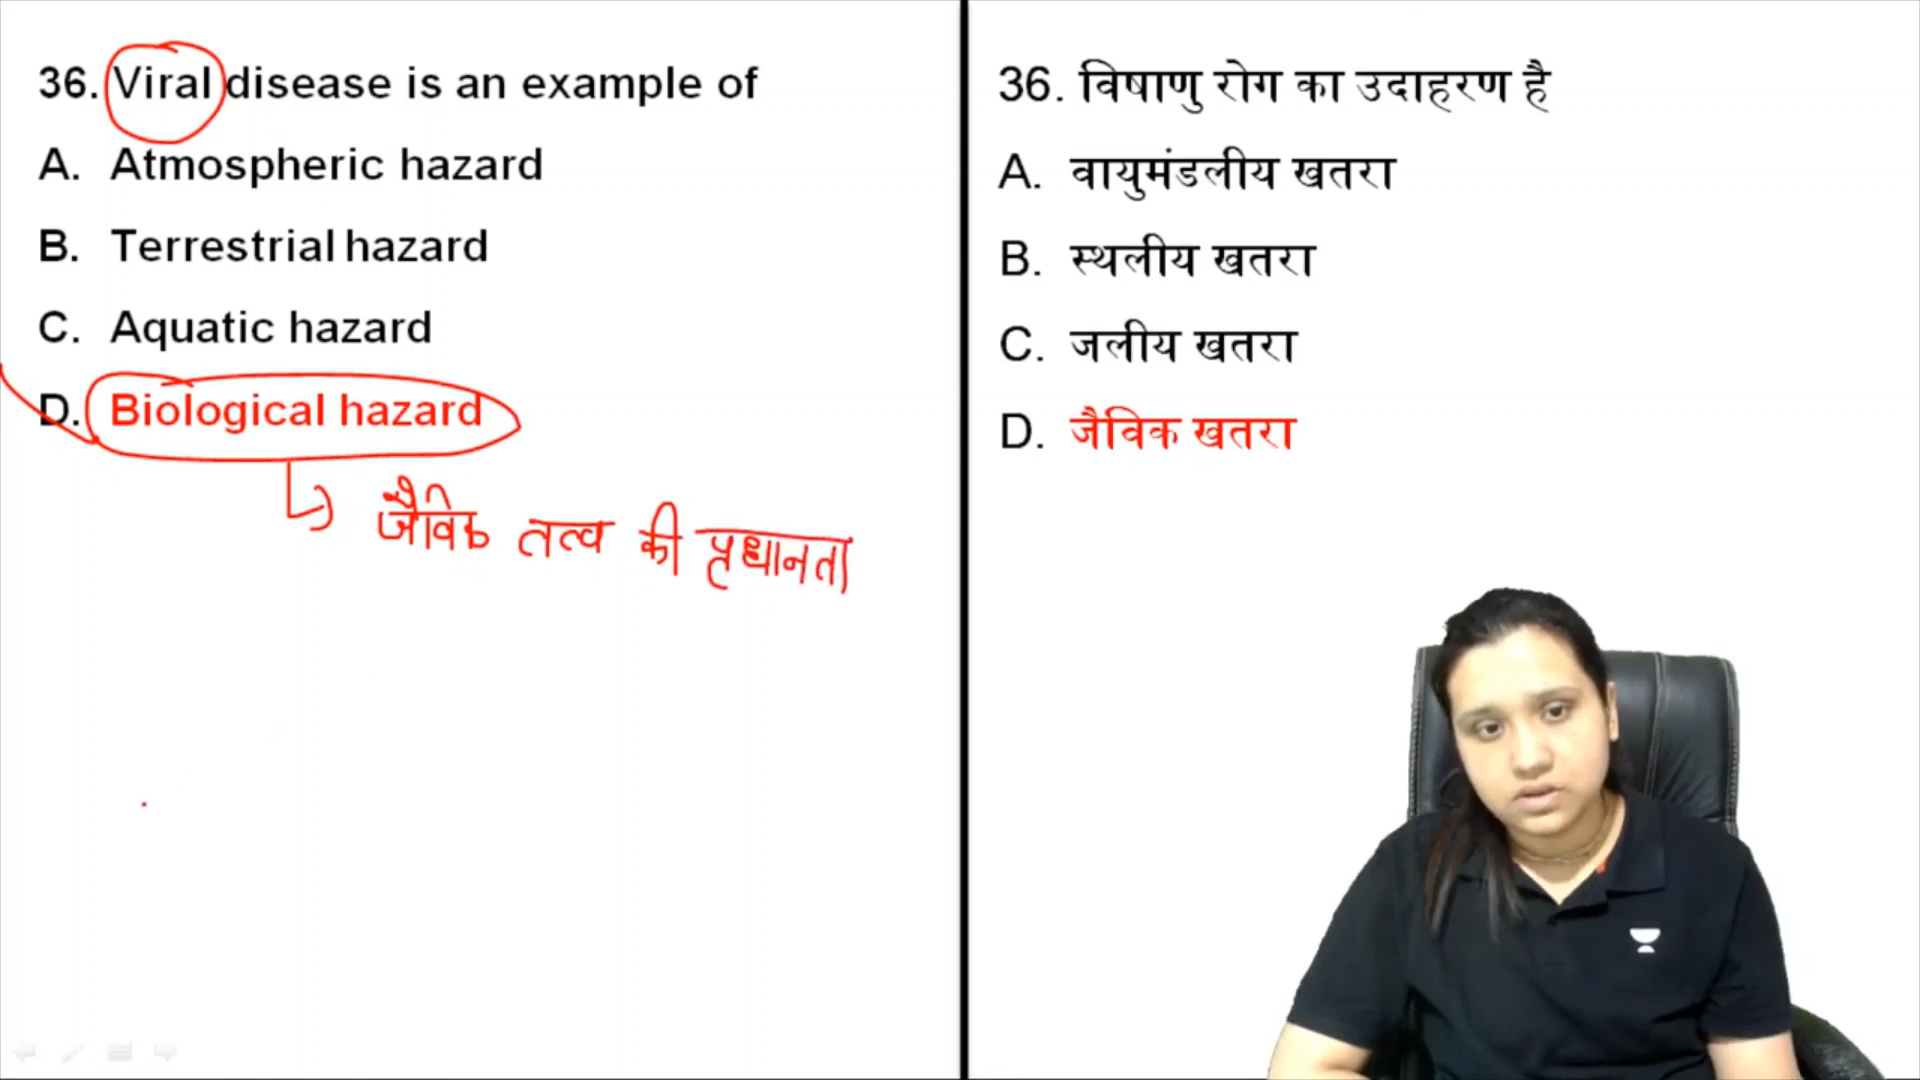 36. Viral disease is an example of
A. Atmospheric hazard
B. Terrestrial hazard
C. Aquatic hazard
D. Biological hazard
जैविक तत्व की प्रधानता
36. विषाणु रोग का उदाहरण है
A. वायुमंडलीय खतरा
B. स्थलीय खतरा
C. जलीय खतरा
D. जैविक खतरा